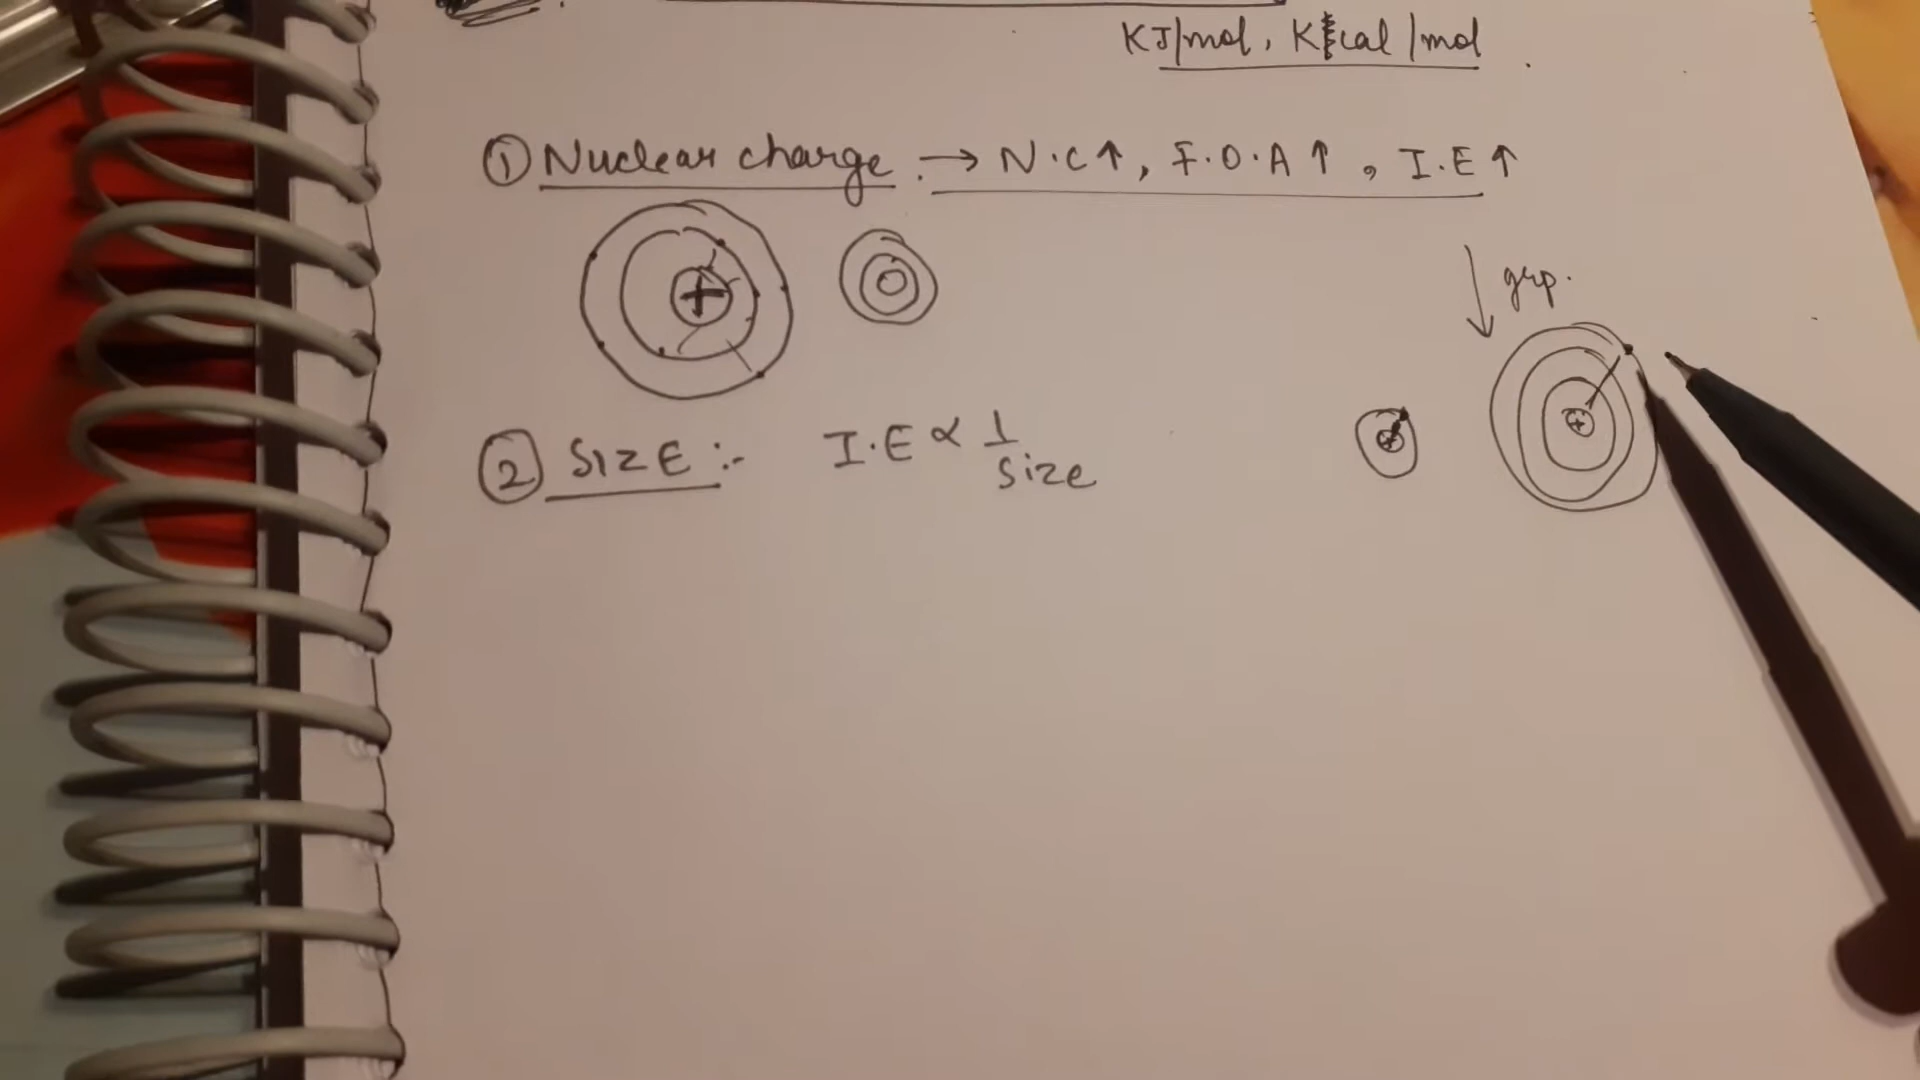 KJ/mol, Kcal/mol
① Nuclear charge. → N.C↑, F.O.A↑, I.E↑
↓ grp.
② SIZE :- I.E ∝ 1/size